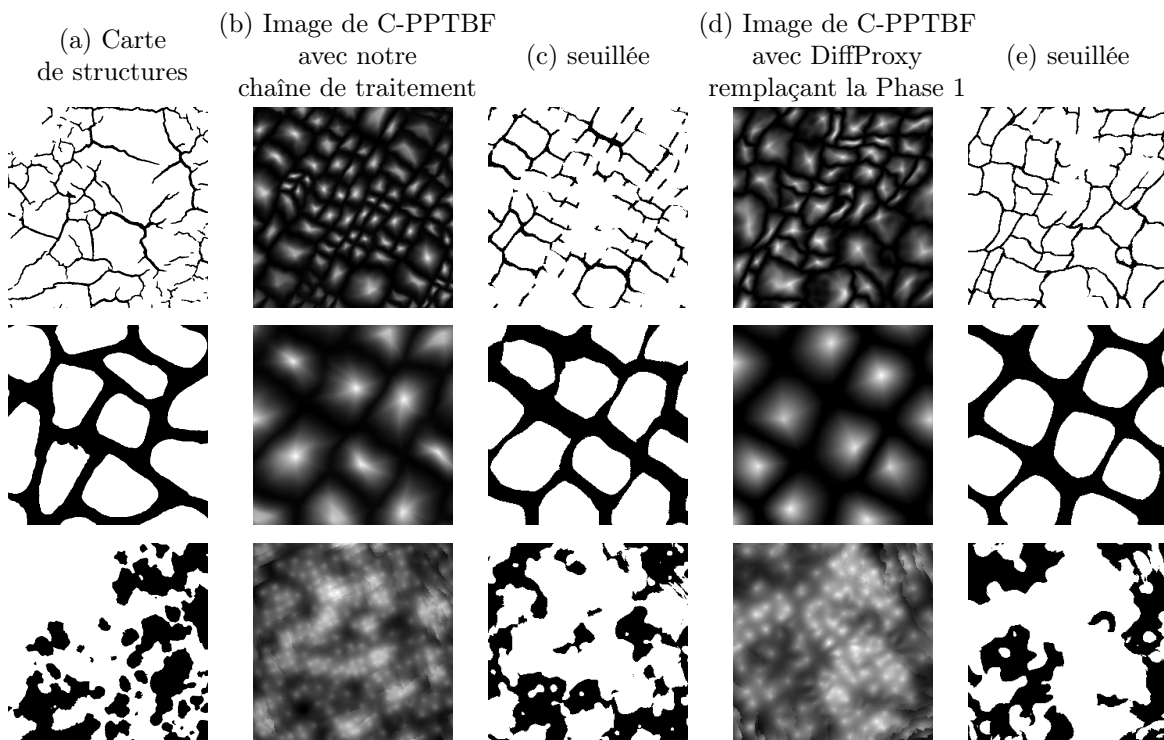 (a) Carte
de structures
(b) Image de C-PPTBF
avec notre
chaîne de traitement
(c) seuillée
(d) Image de C-PPTBF
avec DiffProxy
remplaçant la Phase 1
(e) seuillée